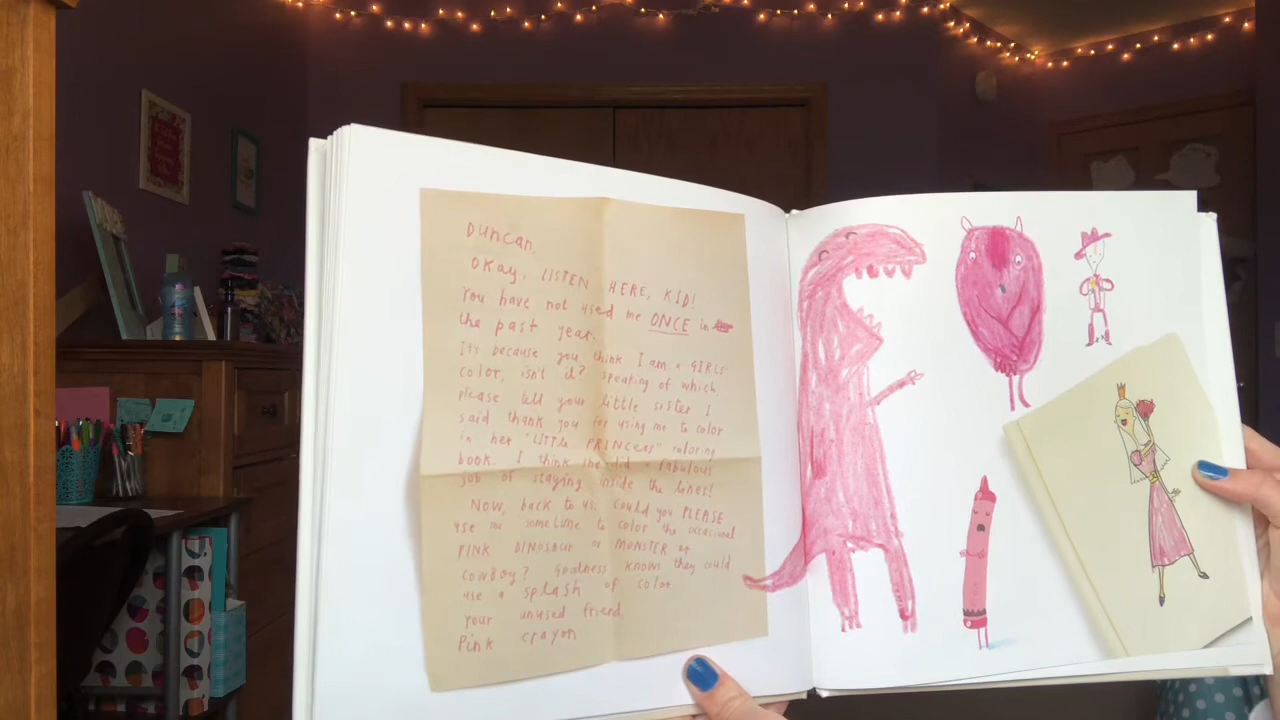 Duncan,
Okay, LISTEN HERE, KID!
You have not used me ONCE in
the past year.
It's because you think I am a GIRLS'
color, isn't it? Speaking of which,
please tell your little sister I
said thank you for using me to color
in her "LITTLE PRINCESS" coloring
book. I think she did a fabulous
job of staying inside the lines!
Now, back to us. Could you PLEASE
use me sometime to color the occasional
PINK DINOSAUR or MONSTER or
COWBOY? Goodness knows they could
use a splash of color.
Your unused friend,
Pink crayon